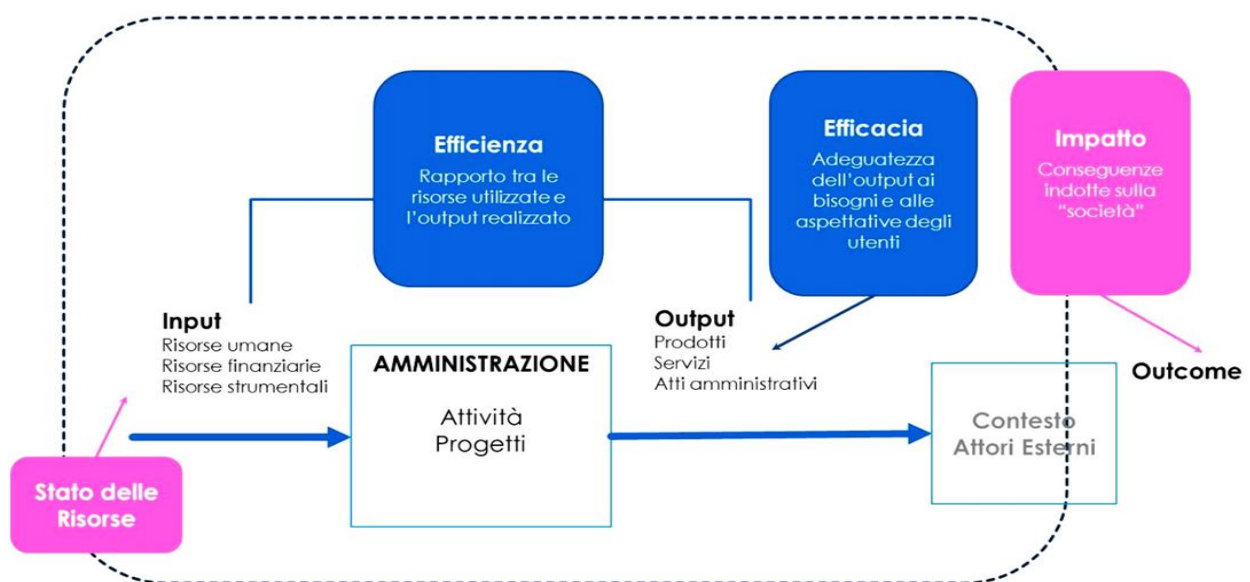 Efficienza
Rapporto tra le
risorse utilizzate e
l'output realizzato
Efficacia
Adeguatezza
dell'output ai
bisogni e alle
aspettative degli
utenti
Impatto
Conseguenze
indotte sulla
"società"
Input
Risorse umane
Risorse finanziarie
Risorse strumentali
AMMINISTRAZIONE
Attività
Progetti
Output
Prodotti
Servizi
Atti amministrativi
Contesto
Attori Esterni
Outcome
Stato delle
Risorse